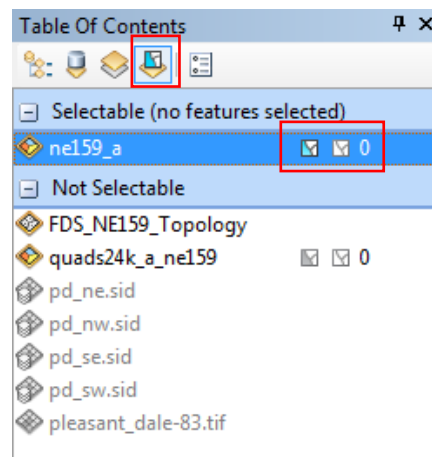 Table Of Contents
Selectable (no features selected)
ne159_a 0
Not Selectable
FDS_NE159_Topology
quads24k_a_ne159 0
pd_ne.sid
pd_nw.sid
pd_se.sid
pd_sw.sid
pleasant_dale-83.tif